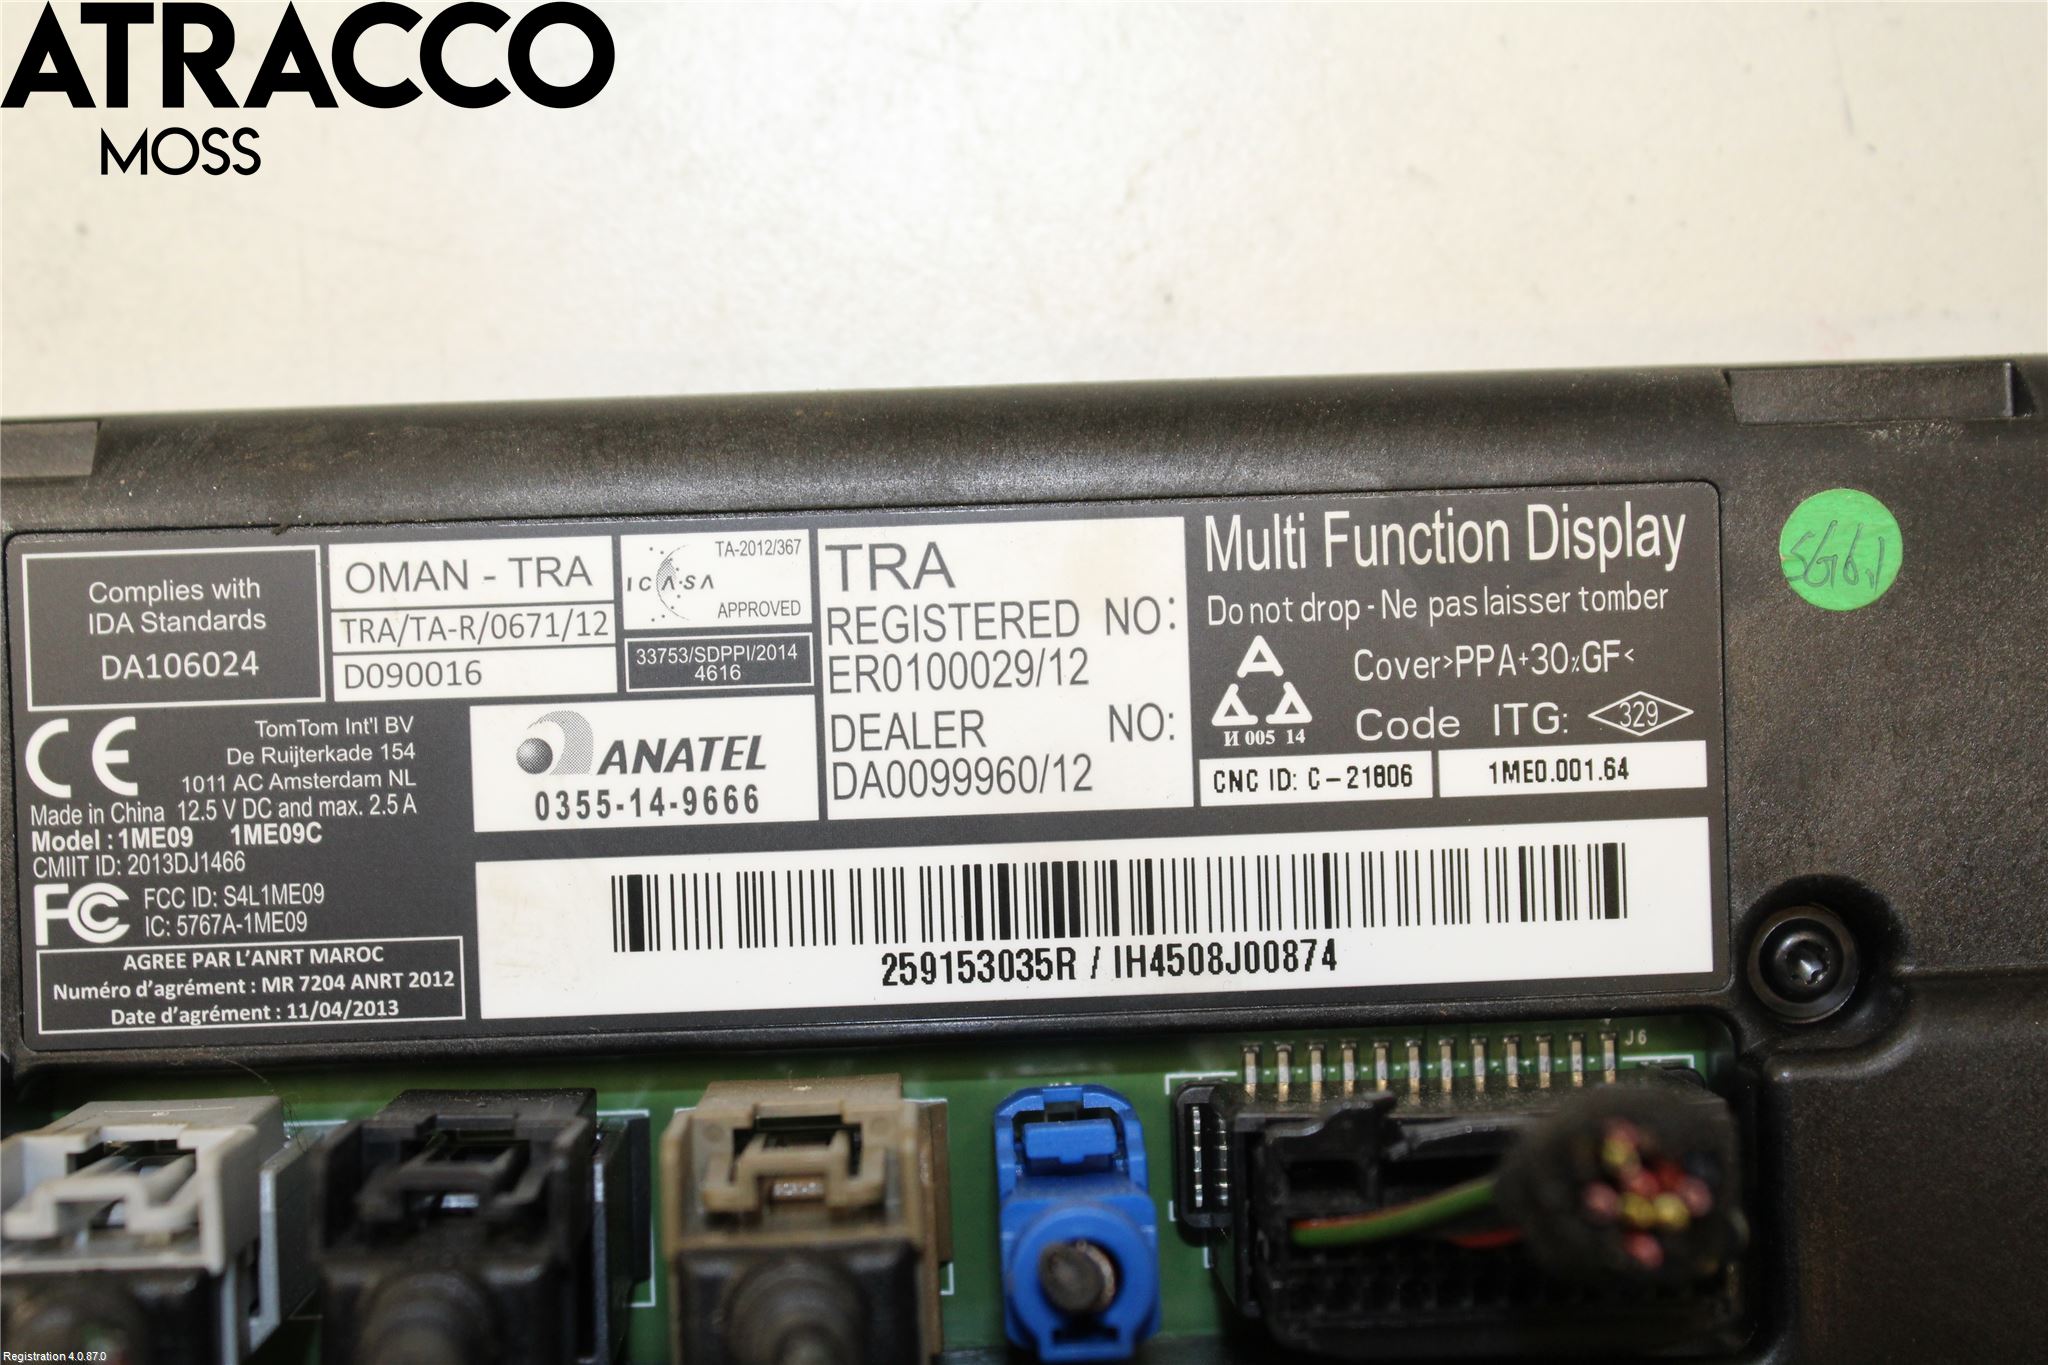 ATRACCO
MOSS
Complies with
IDA Standards
DA106024
OMAN - TRA
TRA/TA-R/0671/12
D090016
TA-2012/367
ICASA
APPROVED
33753/SDPPI/2014
4616
TRA
REGISTERED NO:
ER0100029/12
DEALER NO:
DA0099960/12
Multi Function Display
Do not drop - Ne pas laisser tomber
Cover>PPA+30%GF<
Code ITG: 329
И 005 14
CNC ID: C-21806
1ME0.001.64
CE
TomTom Int'l BV
De Ruijterkade 154
1011 AC Amsterdam NL
Made in China 12.5 V DC and max. 2.5 A
Model : 1ME09 1ME09C
CMIIT ID: 2013DJ1466
FC
FCC ID: S4L1ME09
IC: 5767A-1ME09
AGREE PAR L'ANRT MAROC
Numéro d'agrément : MR 7204 ANRT 2012
Date d'agrément : 11/04/2013
ANATEL
0355-14-9666
259153035R / IH4508J00874
J6
Registration 4.0.87.0